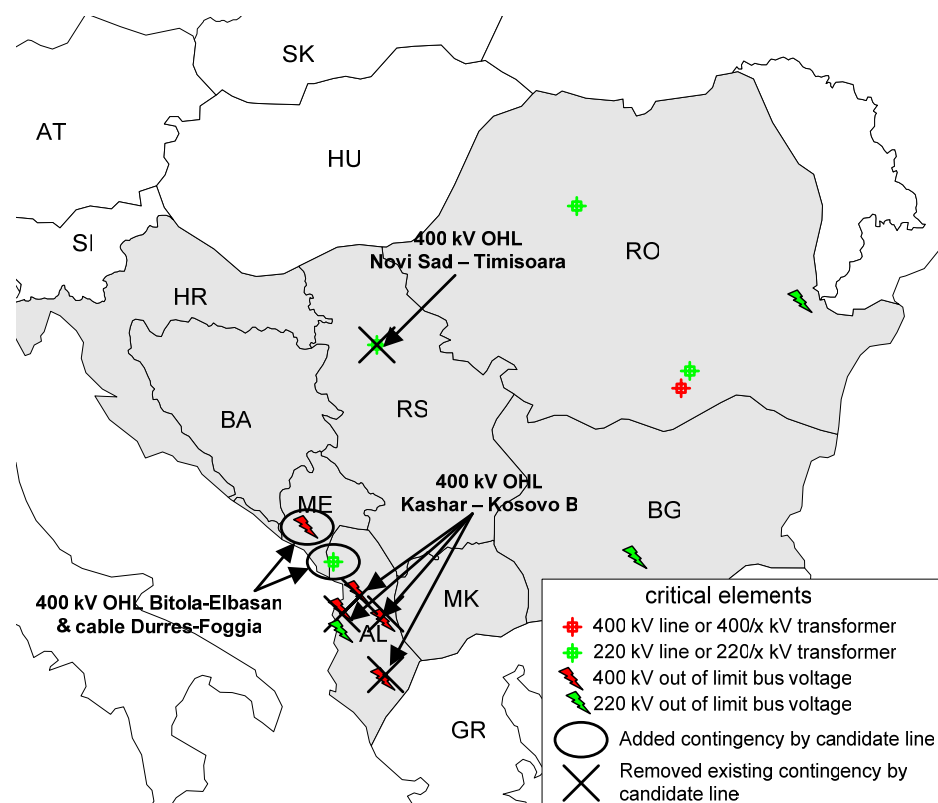 SK
AT
HU
400 kV OHL
Novi Sad – Timisoara
SI
RO
HR
RS
BA
400 kV OHL
Kashar – Kosovo B
ME
BG
400 kV OHL Bitola-Elbasan
& cable Durres-Foggia
MK
AL
GR
critical elements
400 kV line or 400/x kV transformer
220 kV line or 220/x kV transformer
400 kV out of limit bus voltage
220 kV out of limit bus voltage
Added contingency by candidate line
Removed existing contingency by
candidate line